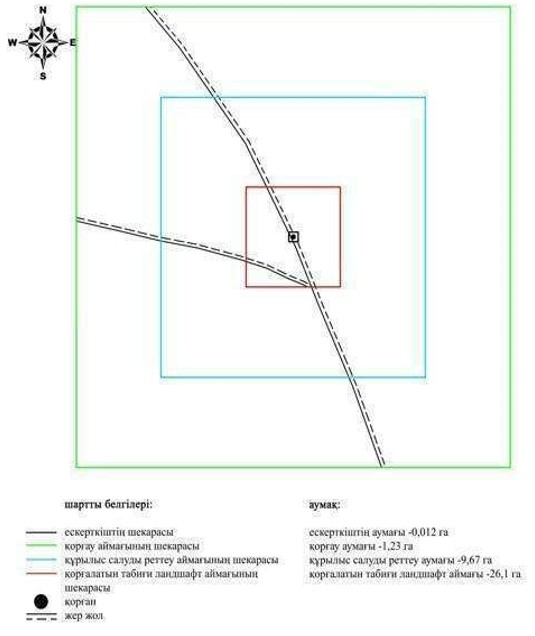 N
W E
S
шартты белгілері: аумақ:
ескерткіштің шекарасы ескерткіштің аумағы -0,012 га
қорғау аймағының шекарасы қорғау аумағы -1,23 га
құрылыс салуды реттеу аймағының шекарасы құрылыс салуды реттеу аумағы -9,67 га
қорғалатын табиғи ландшафт аймағының қорғалатын табиғи ландшафт аймағы -26,1 га
шекарасы
қорған
жер жол